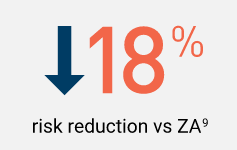 18%
risk reduction vs ZA⁹